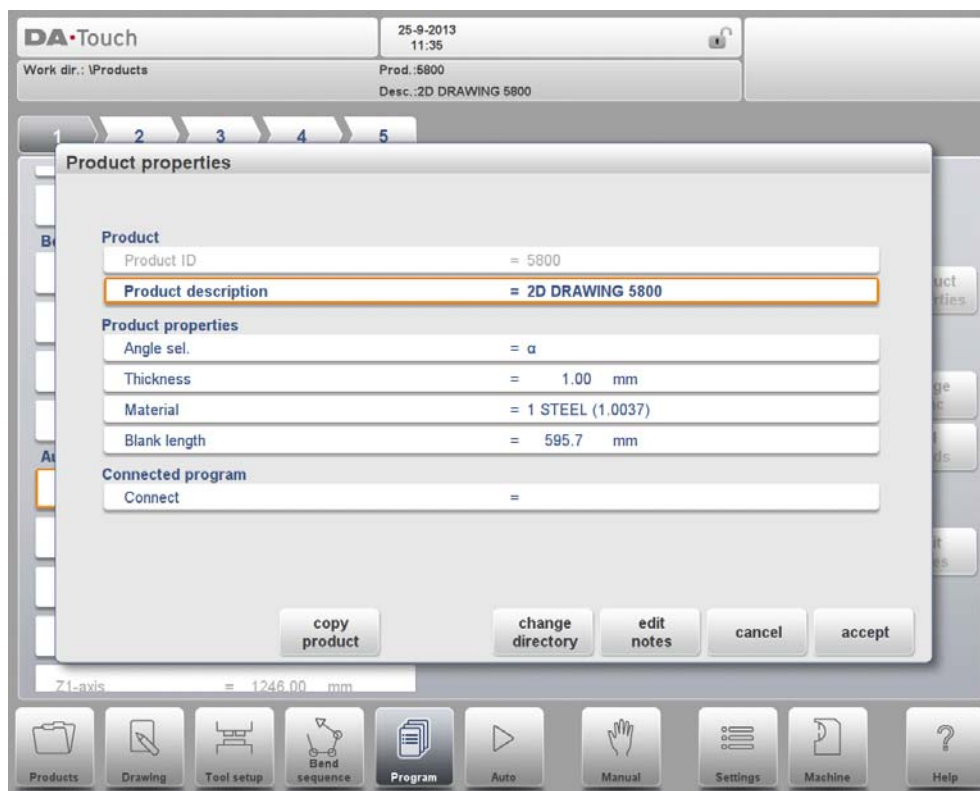 DA·Touch
25-9-2013
11:35
Work dir.: \Products
Prod.:5800
Desc.:2D DRAWING 5800
1 2 3 4 5
Product properties
Product
Product ID = 5800
Product description = 2D DRAWING 5800
Product properties
Angle sel. = α
Thickness = 1.00 mm
Material = 1 STEEL (1.0037)
Blank length = 595.7 mm
Connected program
Connect =
copy
product
change
directory
edit
notes
cancel
accept
Z1-axis = 1246.00 mm
Products
Drawing
Tool setup
Bend
sequence
Program
Auto
Manual
Settings
Machine
Help